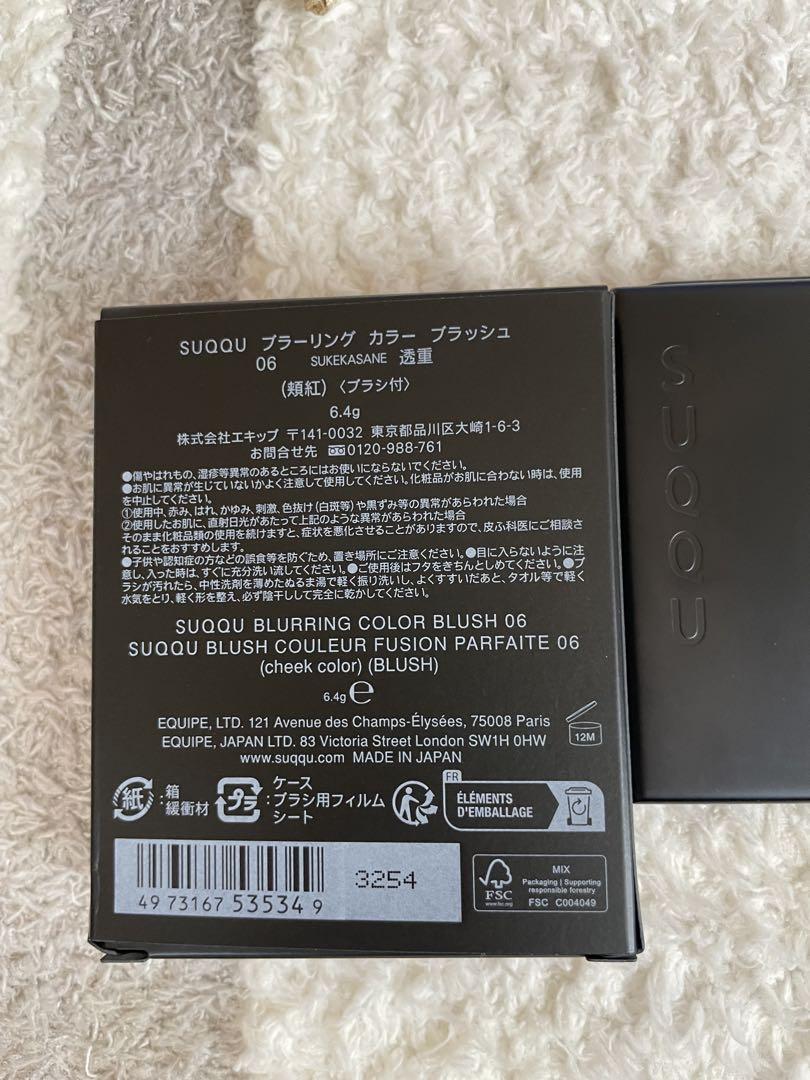 SUQQU ブラーリング カラー ブラッシュ
06 SUKEKASANE 透重
(頬紅)〈ブラシ付〉
6.4g
株式会社エキップ 〒141-0032 東京都品川区大崎1-6-3
お問合せ先 0120-988-761
●傷やはれもの、湿疹等異常のあるところにはお使いにならないでください。
●お肌に異常が生じていないかよく注意して使用してください。化粧品がお肌に合わない時は、使用
を中止してください。
①使用中、赤み、はれ、かゆみ、刺激、色抜け(白斑等)や黒ずみ等の異常があらわれた場合
②使用したお肌に、直射日光があたって上記のような異常があらわれた場合
そのまま化粧品類の使用を続けますと、症状を悪化させることがありますので、皮ふ科医にご相談さ
れることをおすすめします。
●子供や認知症の方などの誤食等を防ぐため、置き場所にご注意ください。●目に入らないように注
意し、入った時は、すぐに充分洗い流してください。●ご使用後はフタをきちんとしめてください。●ブ
ラシが汚れたら、中性洗剤を薄めたぬるま湯で軽く振り洗いし、よくすすいだあと、タオル等で軽く
水気をとり、軽く形を整え、必ず陰干しして完全に乾かしてください。
SUQQU BLURRING COLOR BLUSH 06
SUQQU BLUSH COULEUR FUSION PARFAITE 06
(cheek color) (BLUSH)
6.4g ℮
EQUIPE, LTD. 121 Avenue des Champs-Élysées, 75008 Paris
EQUIPE, JAPAN LTD. 83 Victoria Street London SW1H 0HW
www.suqqu.com MADE IN JAPAN
12M
紙 :箱
緩衝材
プラ :ケース
ブラシ用フィルム
シート
FR
ÉLÉMENTS
D'EMBALLAGE
4973167535349
3254
FSC
www.fsc.org
MIX
Packaging | Supporting
responsible forestry
FSC C004049
SUQQU